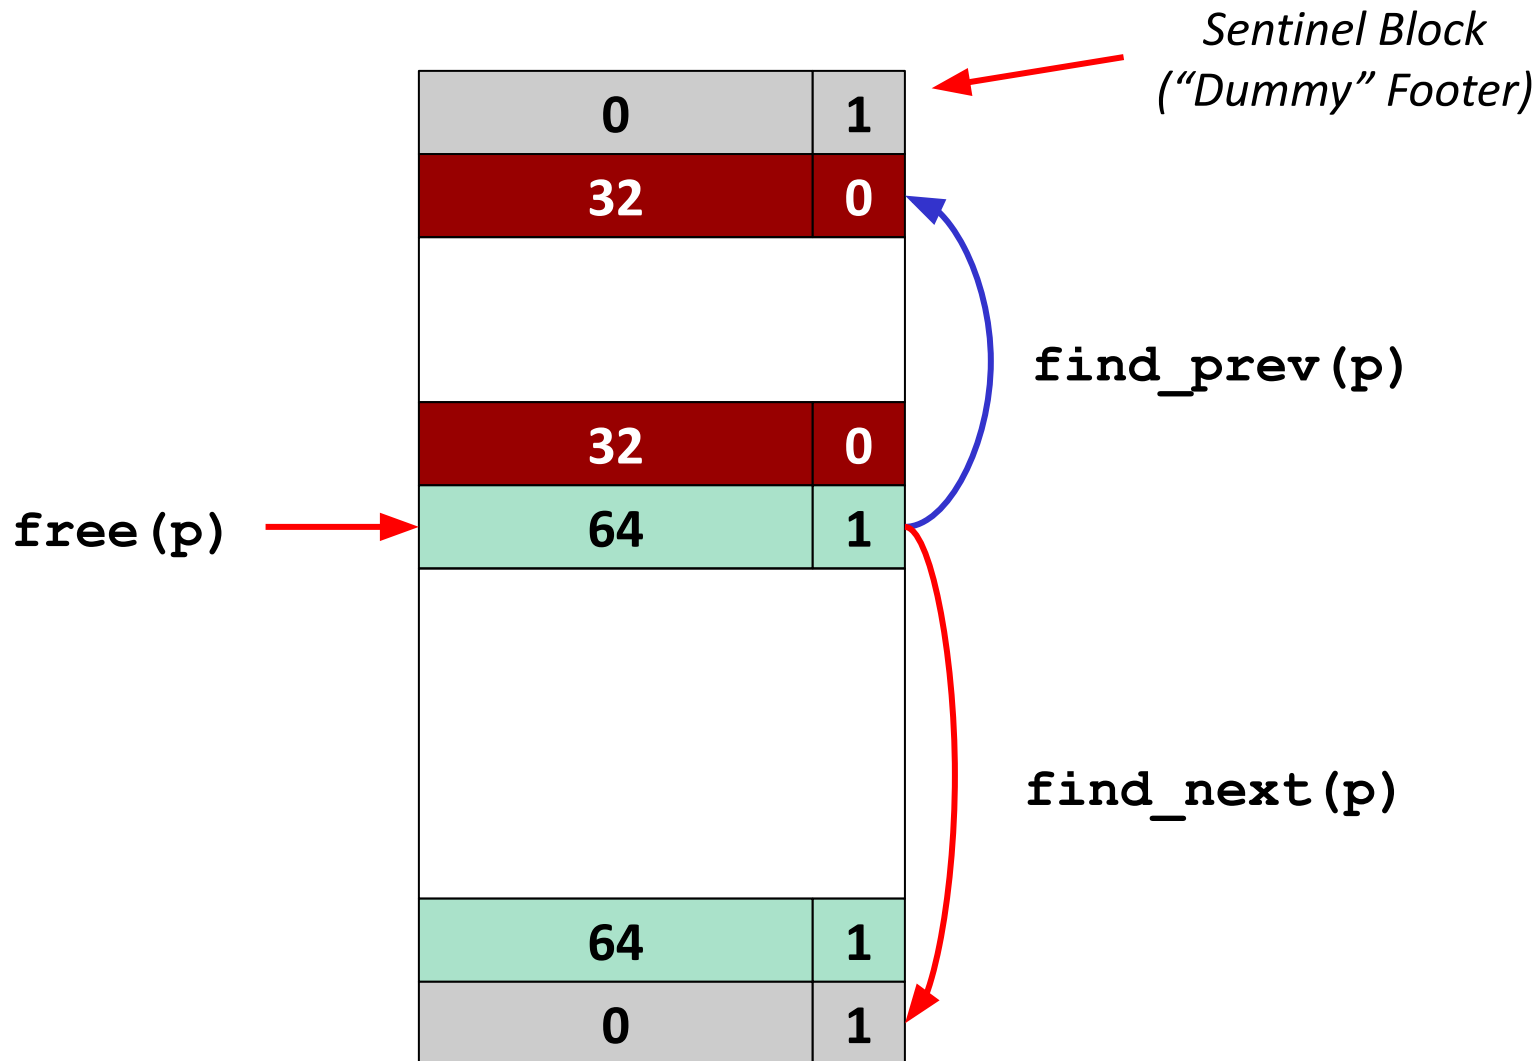 Sentinel Block
(“Dummy” Footer)
0 1
32 0
find_prev(p)
32 0
free(p)
64 1
find_next(p)
64 1
0 1